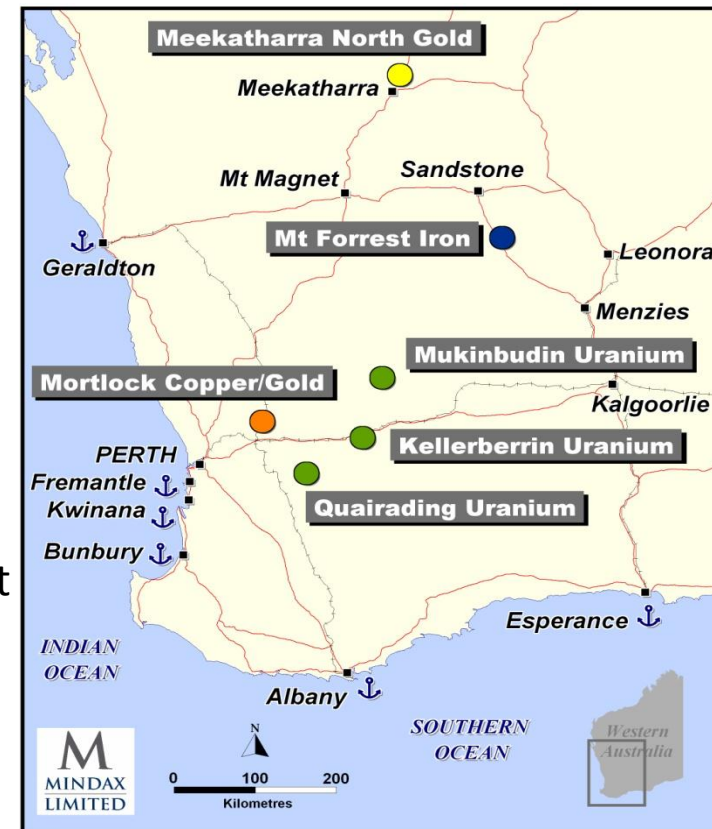 Meekatharra North Gold
Meekatharra
Mt Magnet
Sandstone
Mt Forrest Iron
Geraldton
Leonora
Menzies
Mukinbudin Uranium
Mortlock Copper/Gold
Kalgoorlie
Kellerberrin Uranium
PERTH
Fremantle
Kwinana
Quairading Uranium
Bunbury
t
Esperance
INDIAN
OCEAN
Albany
SOUTHERN
OCEAN
Western
Australia
N
M
MINDAX
LIMITED
0 100 200
Kilometres